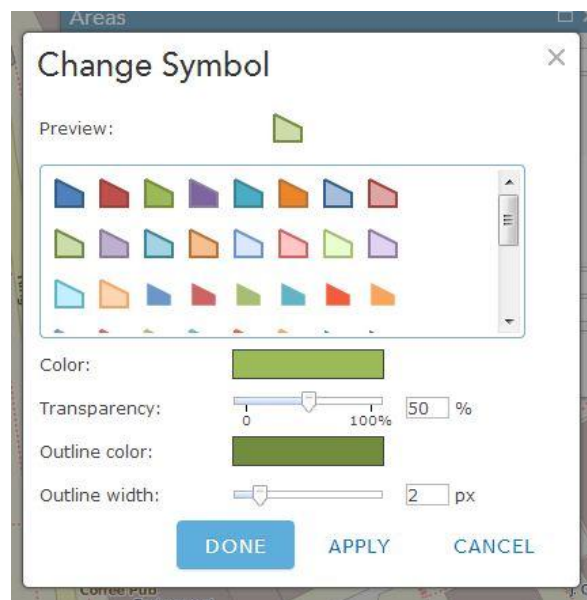 Areas
Change Symbol
Preview:
Color:
Transparency:
0 100%
50 %
Outline color:
Outline width:
2 px
DONE APPLY CANCEL
Coffee Pub